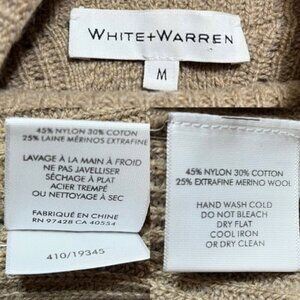 WHITE+WARREN
M
45% NYLON 30% COTTON
25% LAINE MÉRINOS EXTRAFINE
LAVAGE À LA MAIN À FROID
NE PAS JAVELLISER
SÉCHAGE À PLAT
ACIER TREMPÉ
OU NETTOYAGE À SEC
FABRIQUÉ EN CHINE
RN 97428 CA 40554
410/19345
45% NYLON 30% COTTON
25% EXTRAFINE MERINO WOOL
HAND WASH COLD
DO NOT BLEACH
DRY FLAT
COOL IRON
OR DRY CLEAN